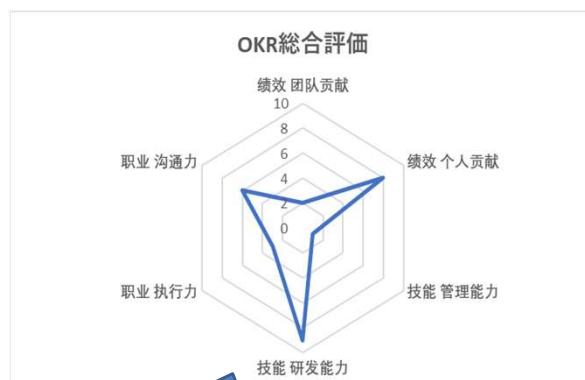 OKR総合評価
绩效 团队贡献
10
8
6
4
2
0
绩效 个人贡献
技能 管理能力
技能 研发能力
职业 执行力
职业 沟通力